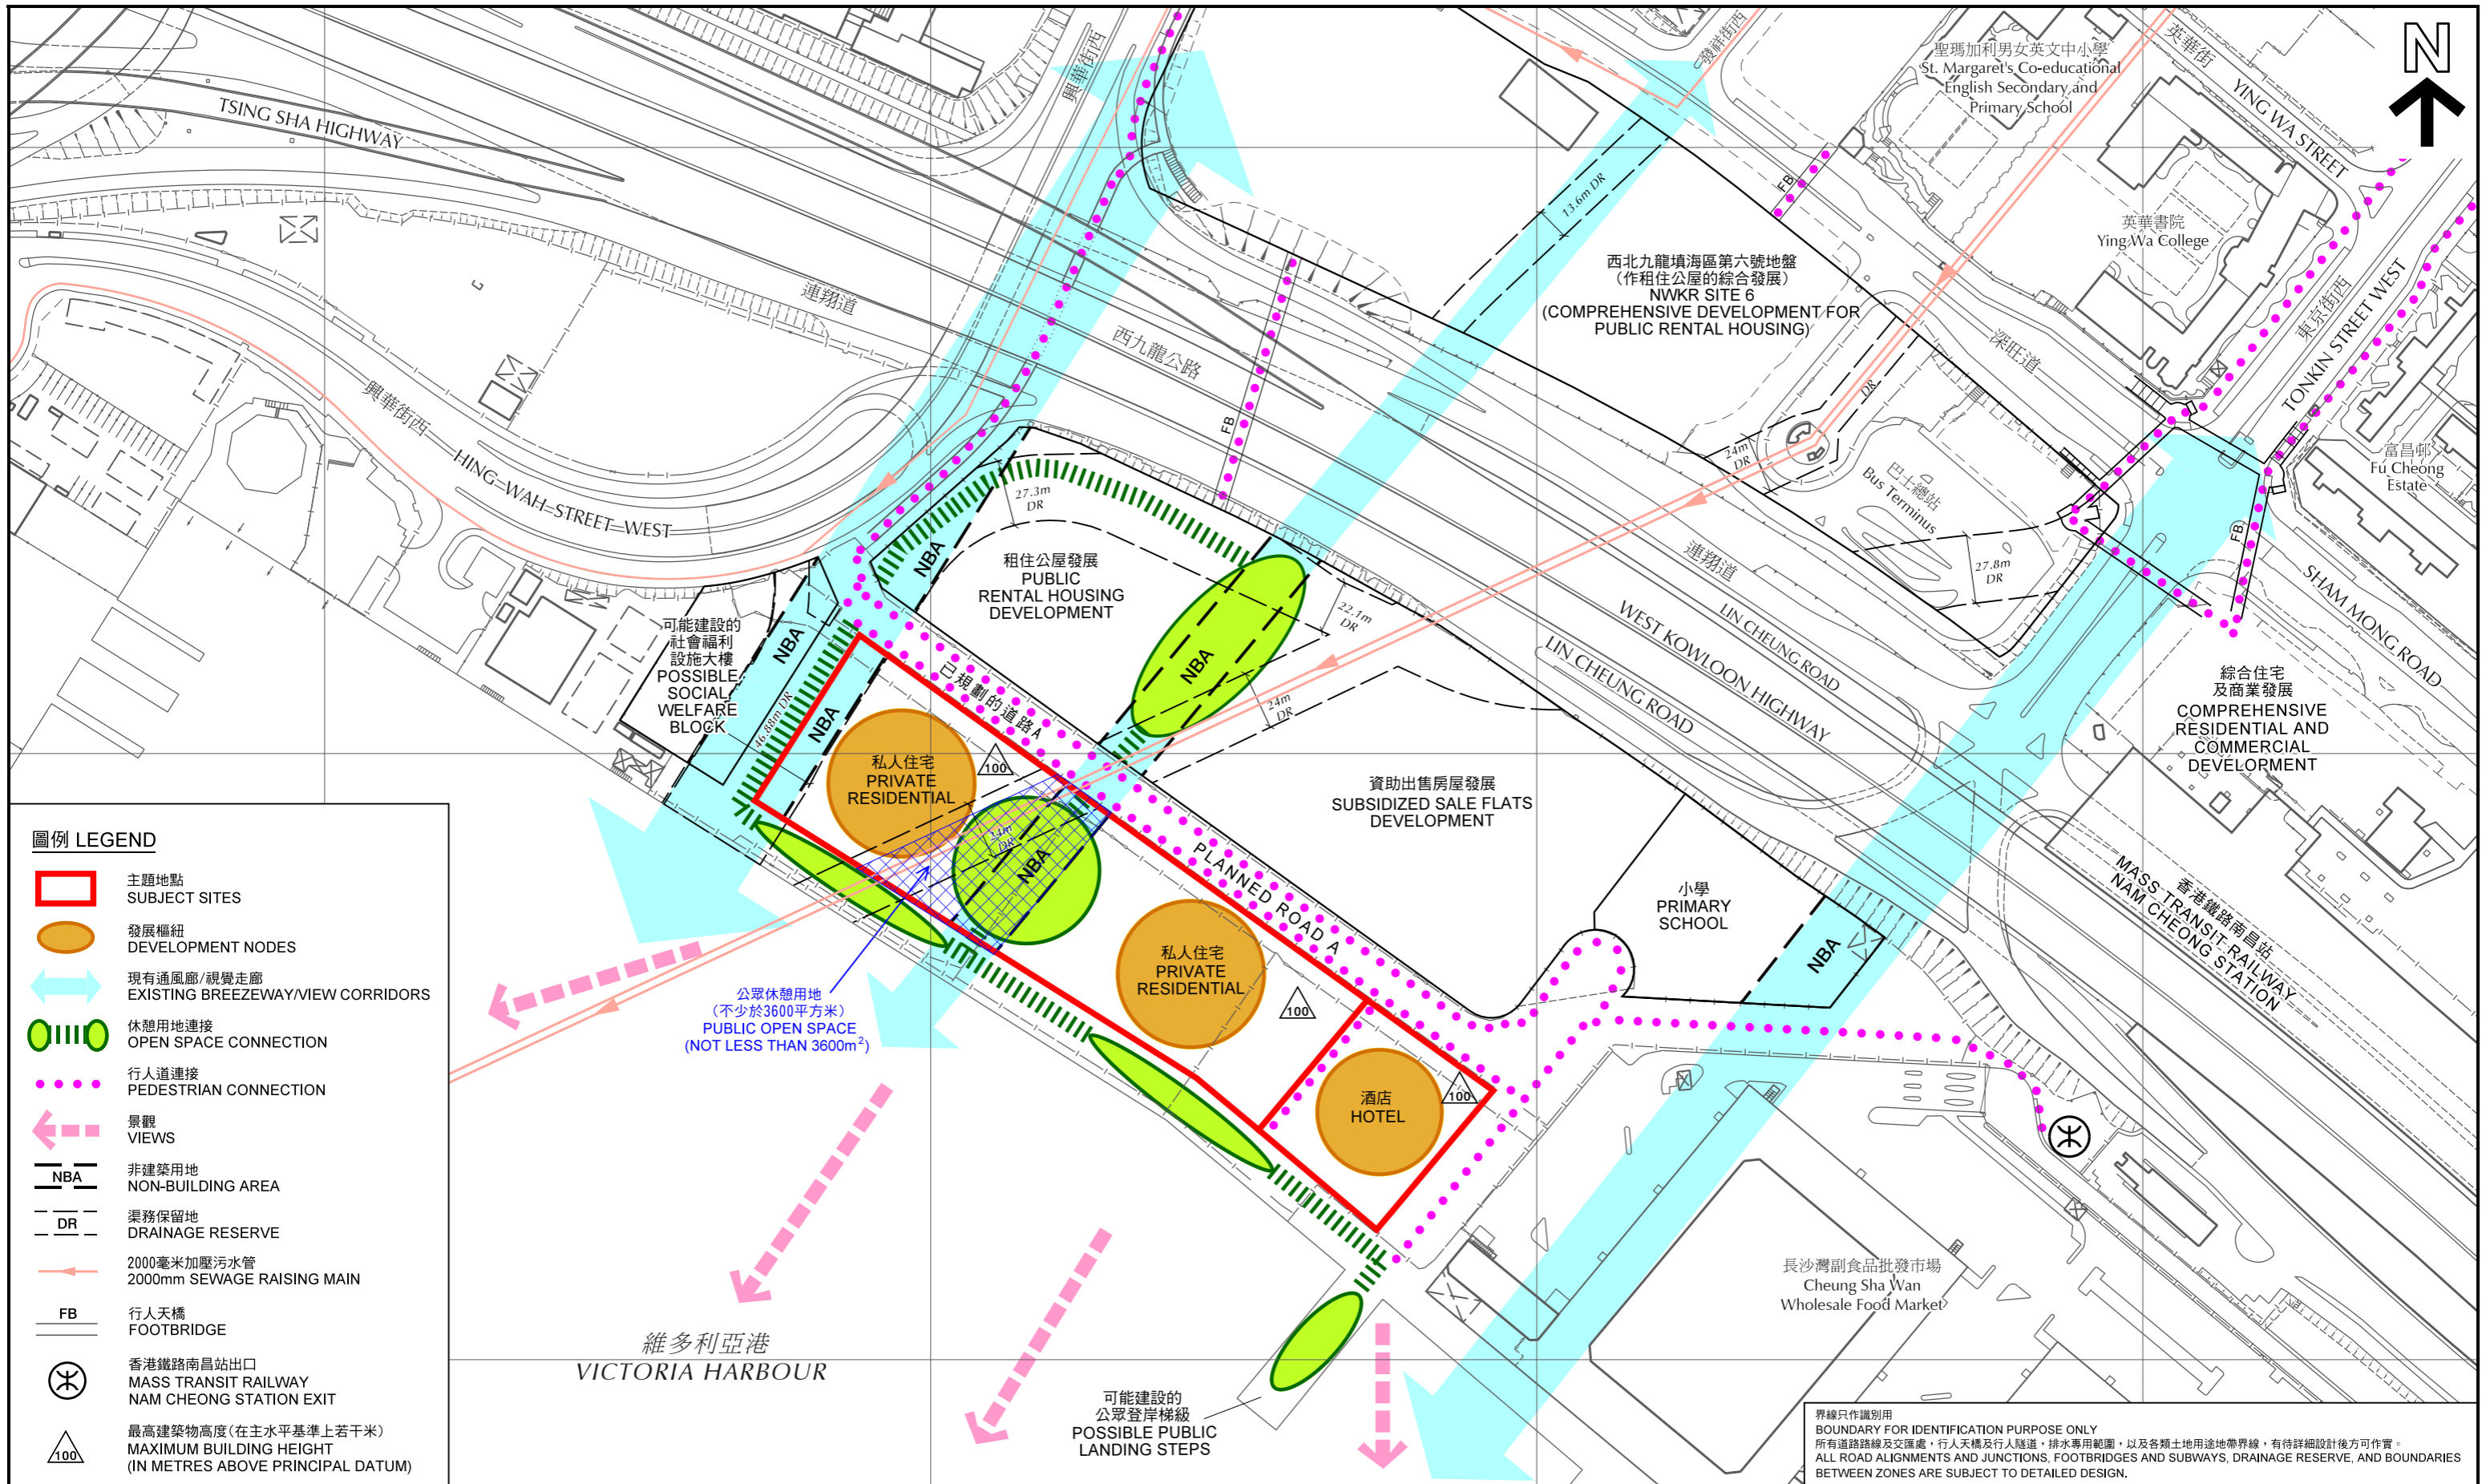 N
興華街西
發祥街西
聖瑪加利男女英文中小學
St. Margaret's Co-educational
English Secondary and
Primary School
英華街
YING WA STREET
TSING SHA HIGHWAY
13.6m DR
FB
英華書院
Ying Wa College
西北九龍填海區第六號地盤
（作租住公屋的綜合發展）
NWKR SITE 6
(COMPREHENSIVE DEVELOPMENT FOR
PUBLIC RENTAL HOUSING)
連翔道
西九龍公路
東京街西
TONKIN STREET WEST
深旺道
DR
FB
興華街西
HING WAH STREET WEST
24m
DR
巴士總站
Bus Terminus
富昌邨
Fu Cheong
Estate
27.3m
DR
NBA
租住公屋發展
PUBLIC
RENTAL HOUSING
DEVELOPMENT
連翔道
FB
27.8m
DR
SHAM MONG ROAD
22.1m
DR
WEST KOWLOON HIGHWAY
LIN CHEUNG ROAD
LIN CHEUNG ROAD
可能建設的
社會福利
設施大樓
POSSIBLE
SOCIAL
WELFARE
BLOCK
NBA
46.88m DR
NBA
已規劃的道路A
NBA
24m
DR
綜合住宅
及商業發展
COMPREHENSIVE
RESIDENTIAL AND
COMMERCIAL
DEVELOPMENT
私人住宅
PRIVATE
RESIDENTIAL
100
資助出售房屋發展
SUBSIDIZED SALE FLATS
DEVELOPMENT
24m
DR
NBA
PLANNED ROAD A
小學
PRIMARY
SCHOOL
NBA
香港鐵路南昌站
MASS TRANSIT RAILWAY
NAM CHEONG STATION
私人住宅
PRIVATE
RESIDENTIAL
100
公眾休憩用地
（不少於3600平方米）
PUBLIC OPEN SPACE
(NOT LESS THAN 3600m²)
酒店
HOTEL
100
長沙灣副食品批發市場
Cheung Sha Wan
Wholesale Food Market
維多利亞港
VICTORIA HARBOUR
可能建設的
公眾登岸梯級
POSSIBLE PUBLIC
LANDING STEPS
圖例 LEGEND
主題地點
SUBJECT SITES
發展樞紐
DEVELOPMENT NODES
現有通風廊/視覺走廊
EXISTING BREEZEWAY/VIEW CORRIDORS
休憩用地連接
OPEN SPACE CONNECTION
行人道連接
PEDESTRIAN CONNECTION
景觀
VIEWS
NBA
非建築用地
NON-BUILDING AREA
DR
渠務保留地
DRAINAGE RESERVE
2000毫米加壓污水管
2000mm SEWAGE RAISING MAIN
FB
行人天橋
FOOTBRIDGE
香港鐵路南昌站出口
MASS TRANSIT RAILWAY
NAM CHEONG STATION EXIT
100
最高建築物高度(在主水平基準上若干米)
MAXIMUM BUILDING HEIGHT
(IN METRES ABOVE PRINCIPAL DATUM)
界線只作識別用
BOUNDARY FOR IDENTIFICATION PURPOSE ONLY
所有道路路線及交匯處，行人天橋及行人隧道，排水專用範圍，以及各類土地用途地帶界線，有待詳細設計後方可作實。
ALL ROAD ALIGNMENTS AND JUNCTIONS, FOOTBRIDGES AND SUBWAYS, DRAINAGE RESERVE, AND BOUNDARIES
BETWEEN ZONES ARE SUBJECT TO DETAILED DESIGN.